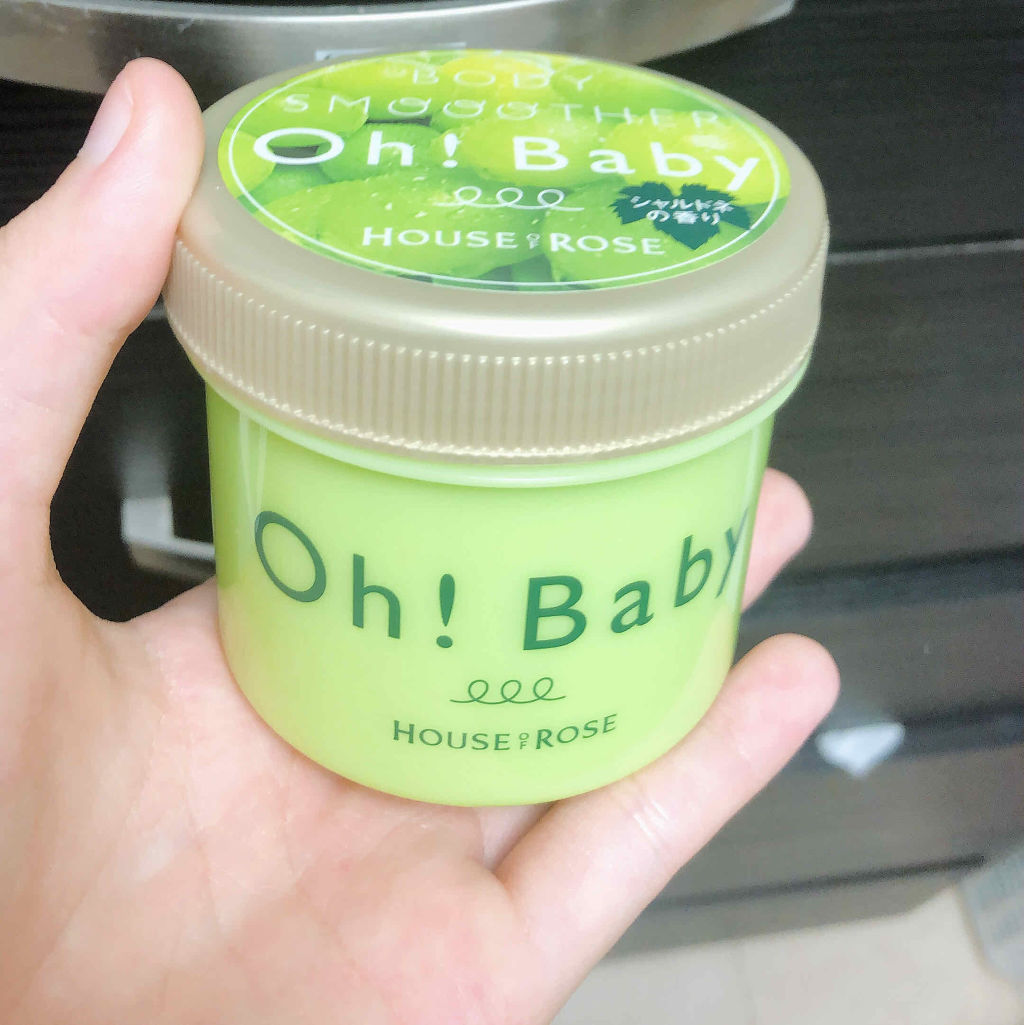 BODY
SMOOOTHER
Oh! Baby
シャルドネ
の香り
HOUSE OF ROSE
Oh! Baby
HOUSE OF ROSE